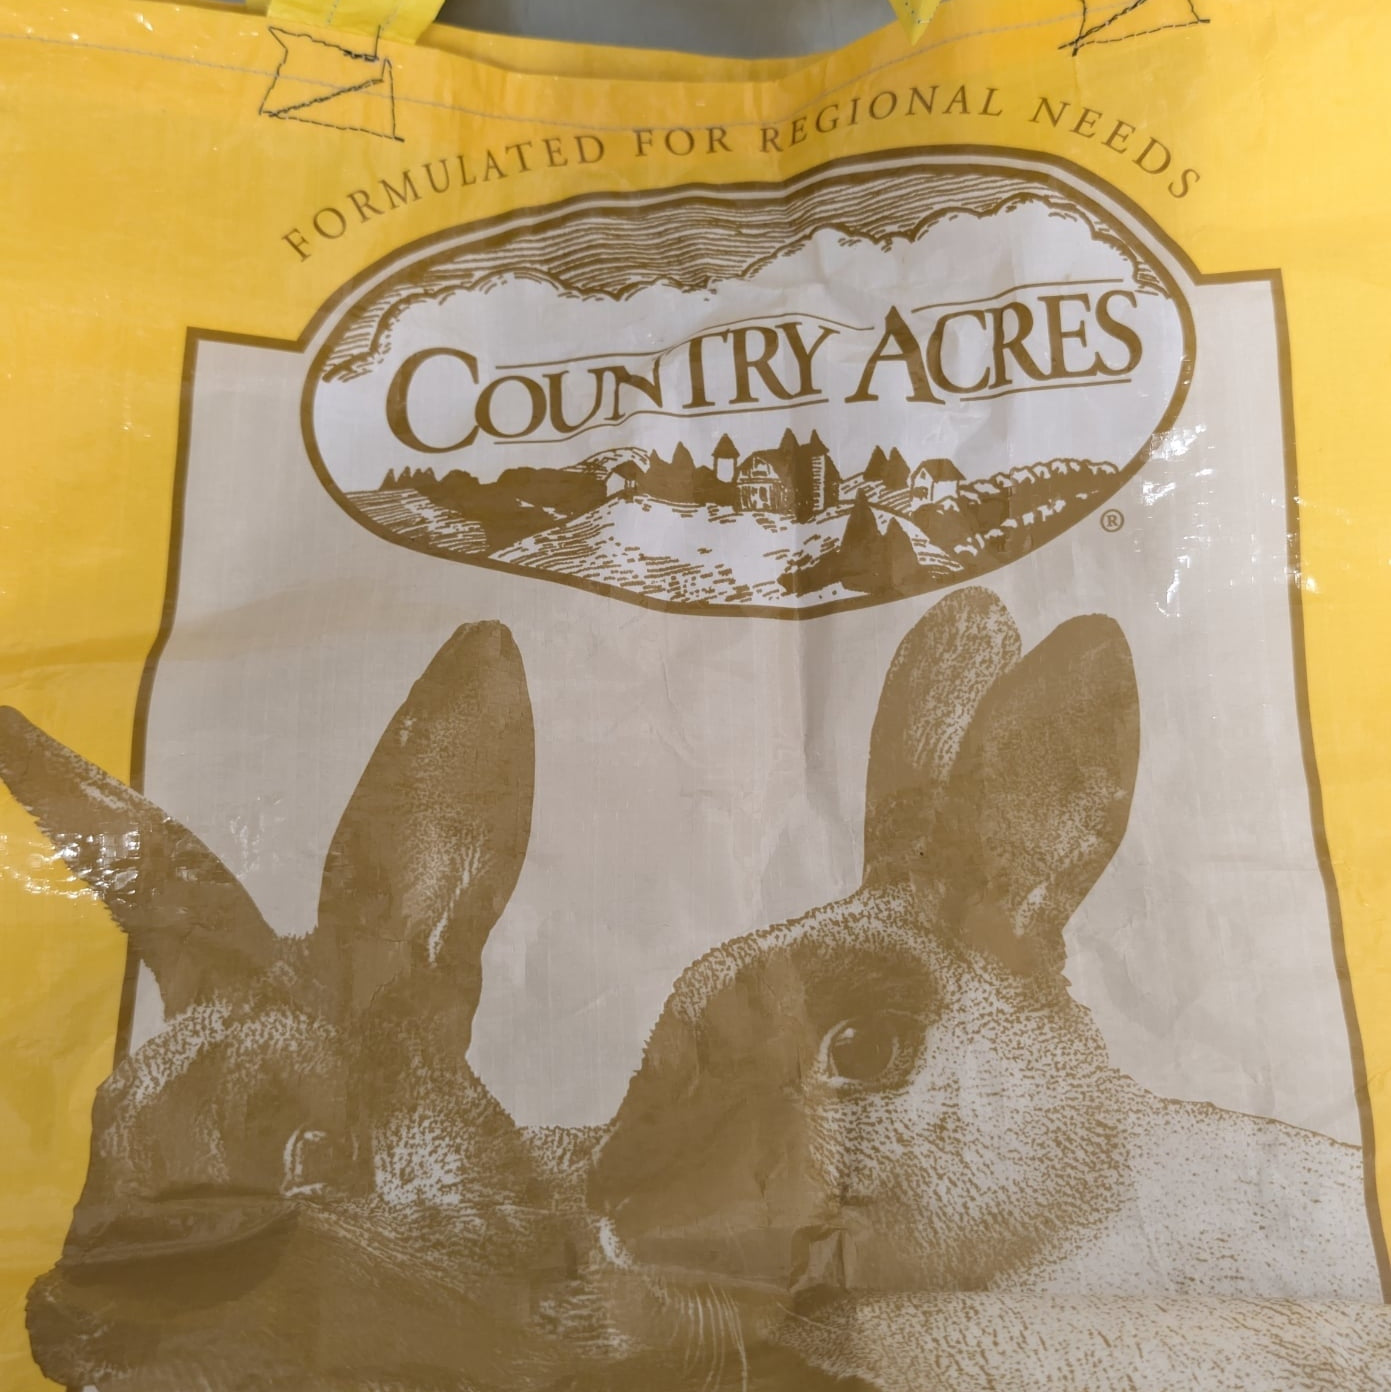 FORMULATED FOR REGIONAL NEEDS
COUNTRY ACRES
®